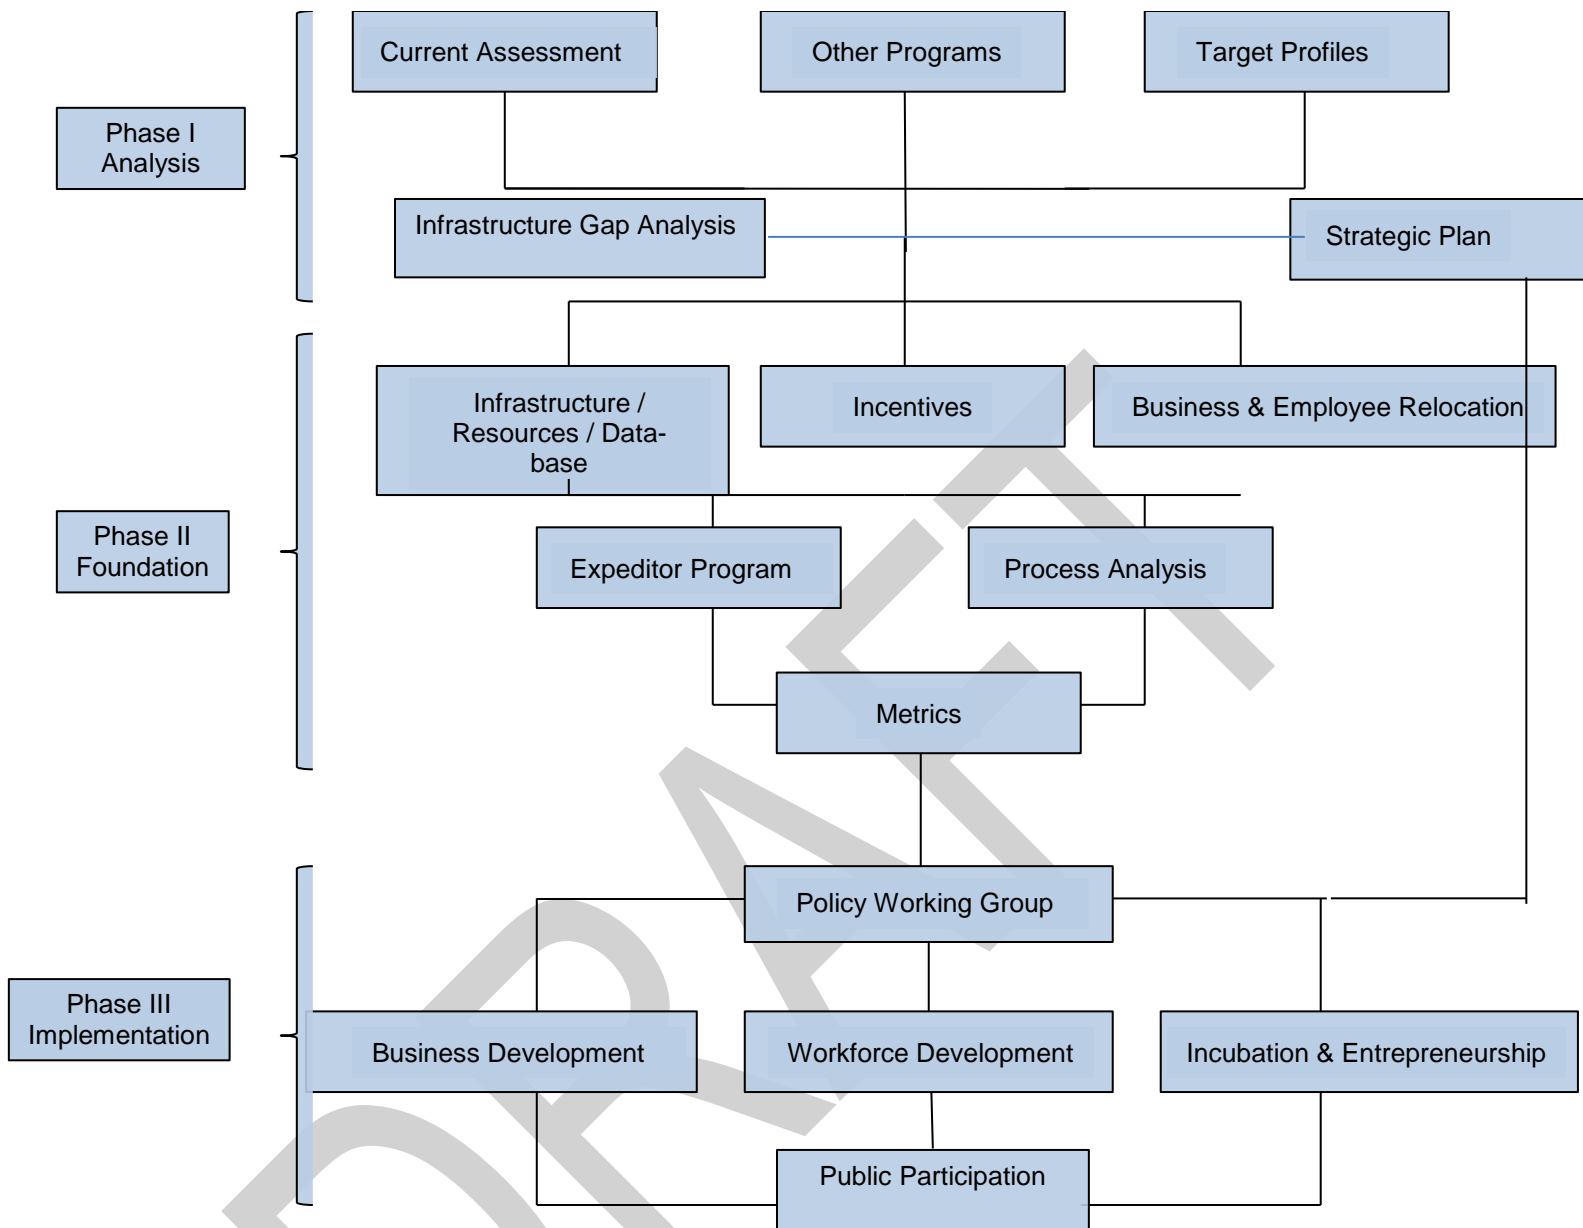 Current Assessment
Other Programs
Target Profiles
Phase I
Analysis
Infrastructure Gap Analysis
Strategic Plan
Infrastructure /
Resources / Data-
base
Incentives
Business & Employee Relocation
Phase II
Foundation
Expeditor Program
Process Analysis
Metrics
Policy Working Group
Phase III
Implementation
Business Development
Workforce Development
Incubation & Entrepreneurship
Public Participation
DRAFT